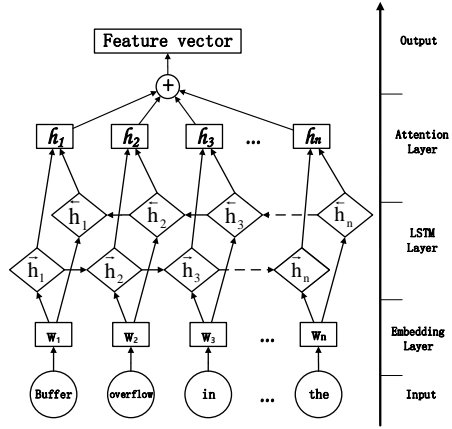 Feature vector
Output
+
h1 h2 h3 ... hn
Attention
Layer
←h1 ←h2 ←h3 ←hn
LSTM
Layer
→h1 →h2 →h3 →hn
w1 w2 w3 ... wn
Embedding
Layer
Buffer overflow in ... the
Input